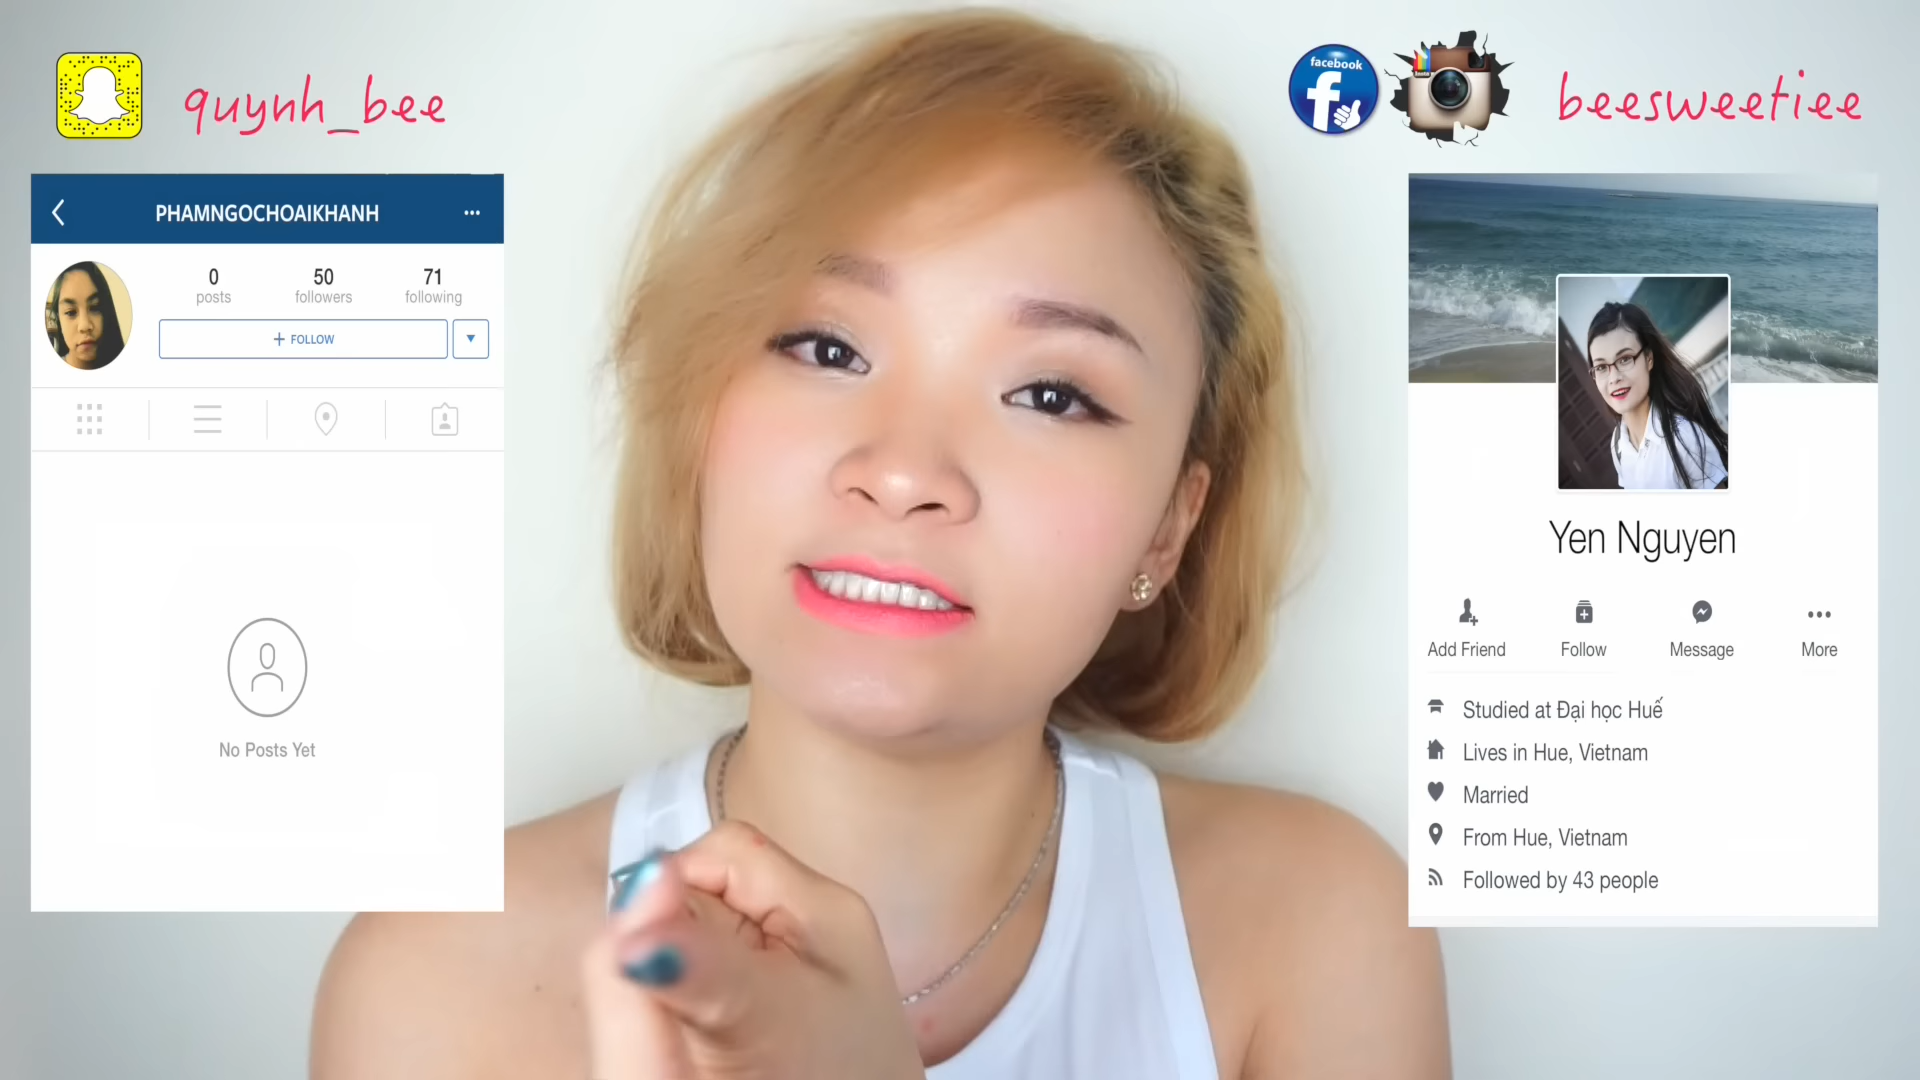 quynh_bee
facebook
beesweetiee
PHAMNGOCHOAIKHANH
0
posts
50
followers
71
following
+ FOLLOW
No Posts Yet
Yen Nguyen
Add Friend
Follow
Message
More
Studied at Đại học Huế
Lives in Hue, Vietnam
Married
From Hue, Vietnam
Followed by 43 people